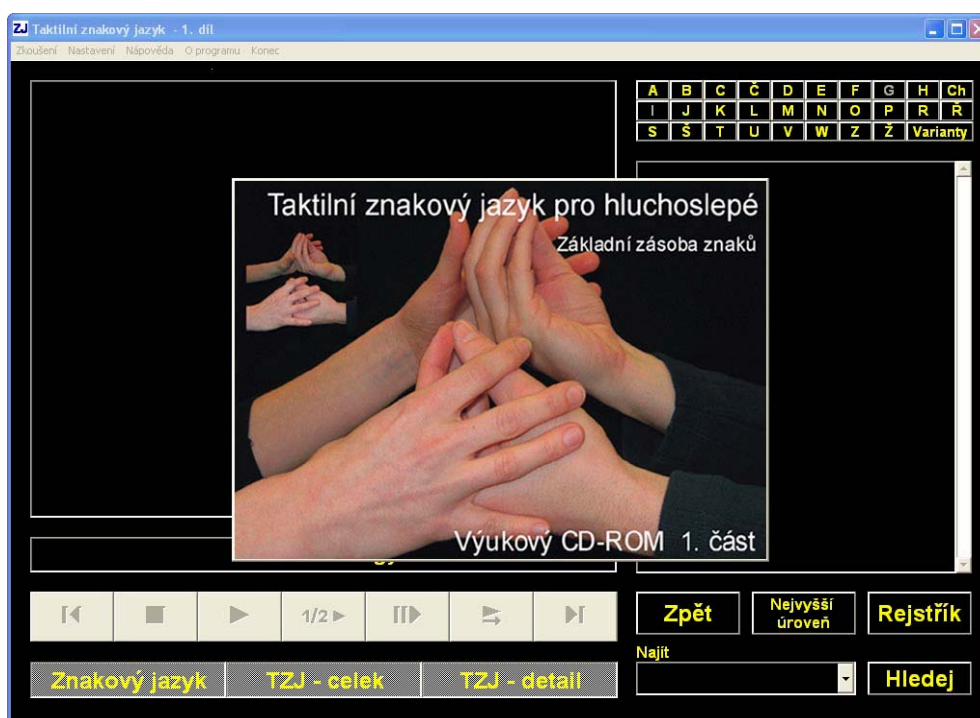 ZJ Taktilní znakový jazyk - 1. díl
Zkoušení Nastavení Nápověda O programu Konec
A B C Č D E F G H Ch
I J K L M N O P R Ř
S Š T U V W Z Ž Varianty
Taktilní znakový jazyk pro hluchoslepé
Základní zásoba znaků
Výukový CD-ROM 1. část
1/2
Zpět
Nejvyšší
úroveň
Rejstřík
Najít
Znakový jazyk TZJ - celek TZJ - detail
Hledej